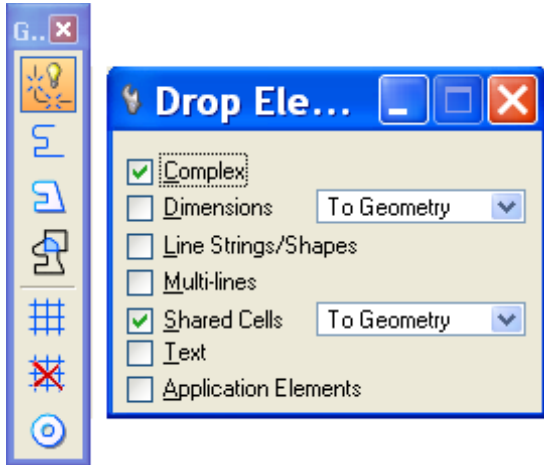 G..
Drop Ele...
Complex
Dimensions To Geometry
Line Strings/Shapes
Multi-lines
Shared Cells To Geometry
Text
Application Elements